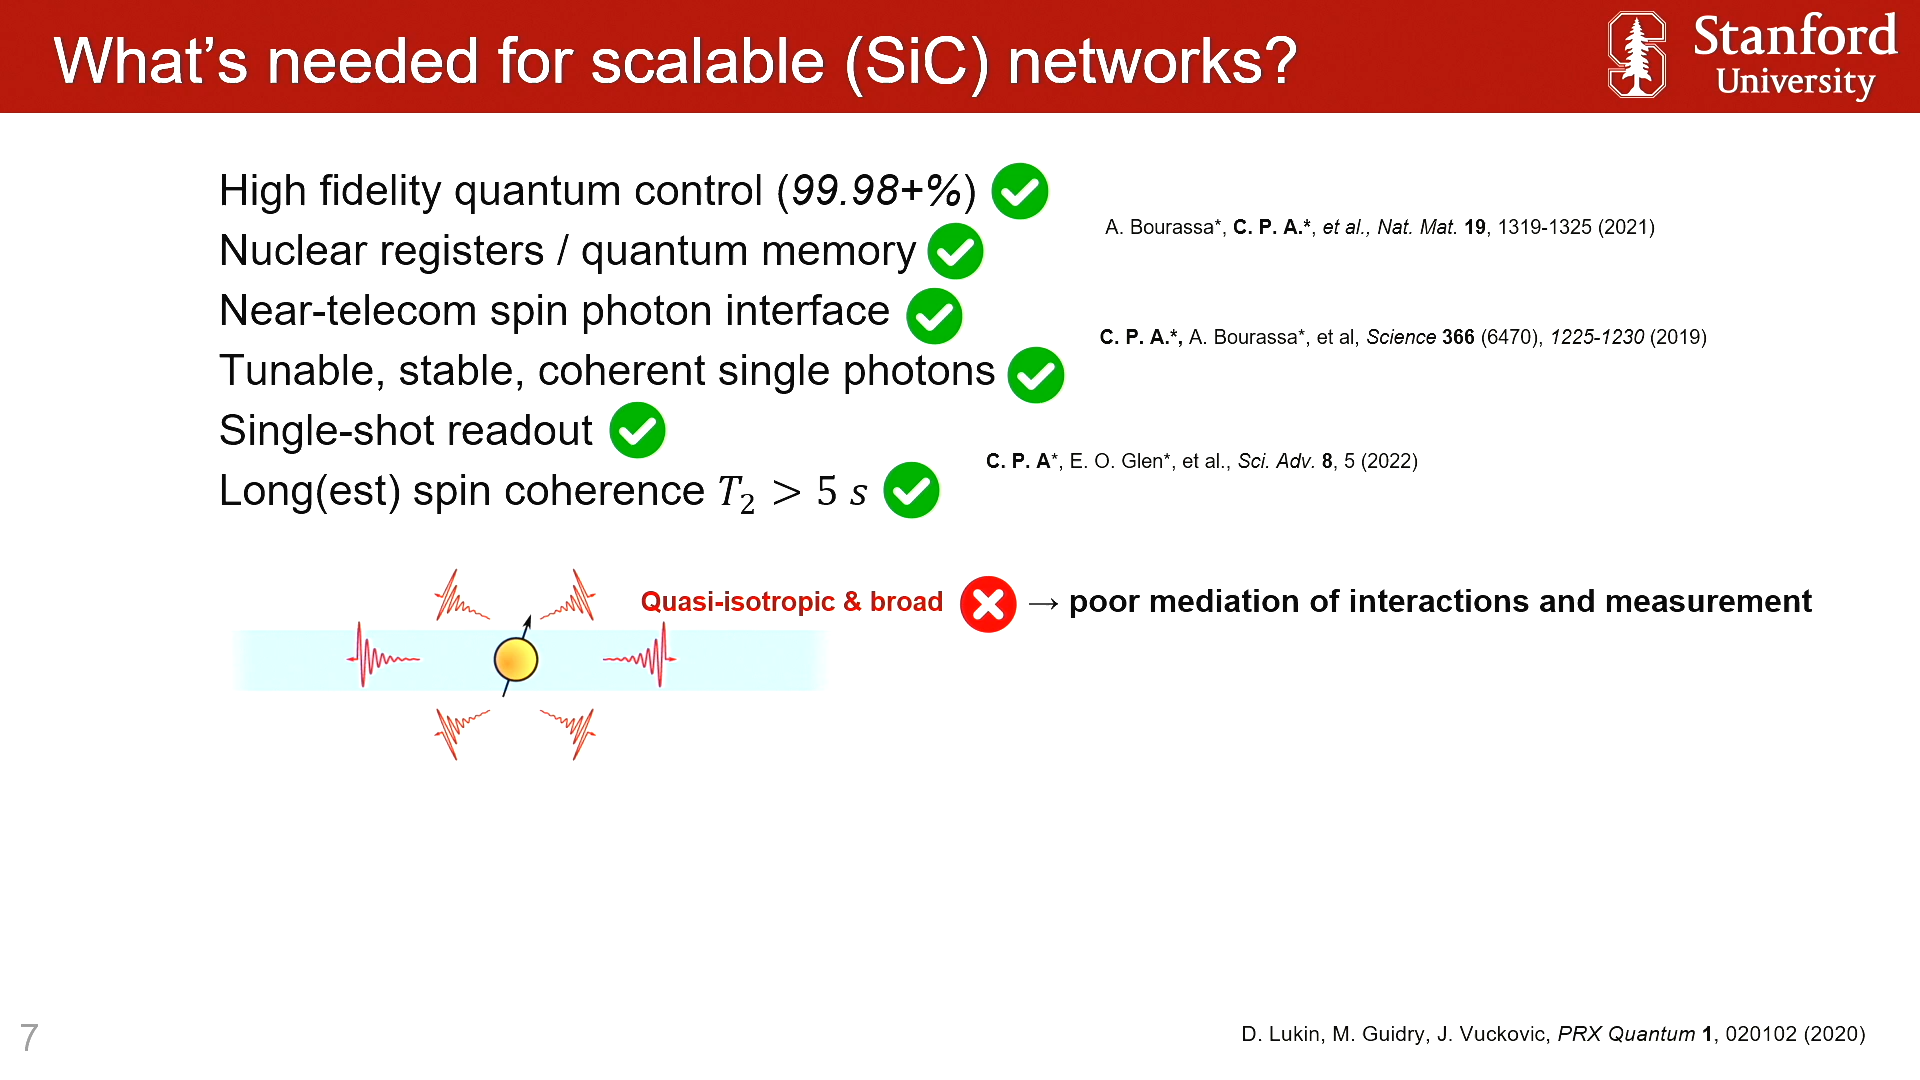 What's needed for scalable (SiC) networks?
Stanford
University
High fidelity quantum control (99.98+%)
A. Bourassa*, C. P. A.*, et al., Nat. Mat. 19, 1319-1325 (2021)
Nuclear registers / quantum memory
Near-telecom spin photon interface
C. P. A.*, A. Bourassa*, et al, Science 366 (6470), 1225-1230 (2019)
Tunable, stable, coherent single photons
Single-shot readout
C. P. A*, E. O. Glen*, et al., Sci. Adv. 8, 5 (2022)
Long(est) spin coherence T₂ > 5 s
Quasi-isotropic & broad → poor mediation of interactions and measurement
7
D. Lukin, M. Guidry, J. Vuckovic, PRX Quantum 1, 020102 (2020)